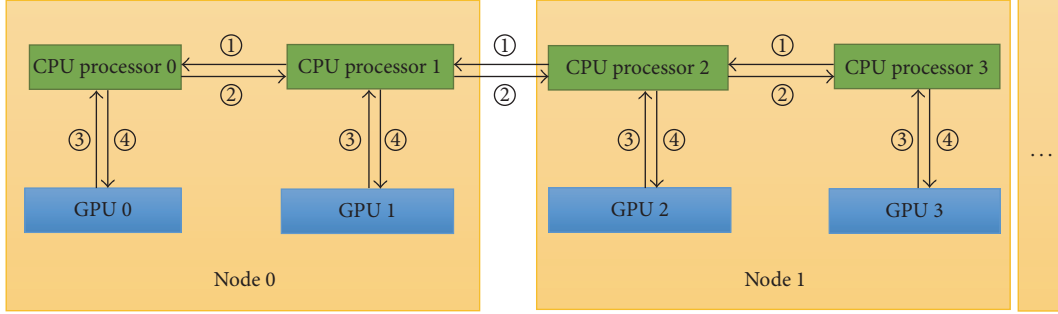 ① ① ①
CPU processor 0 CPU processor 1 CPU processor 2 CPU processor 3
② ② ②
③ ④ ③ ④ ③ ④ ③ ④
...
GPU 0 GPU 1 GPU 2 GPU 3
Node 0 Node 1